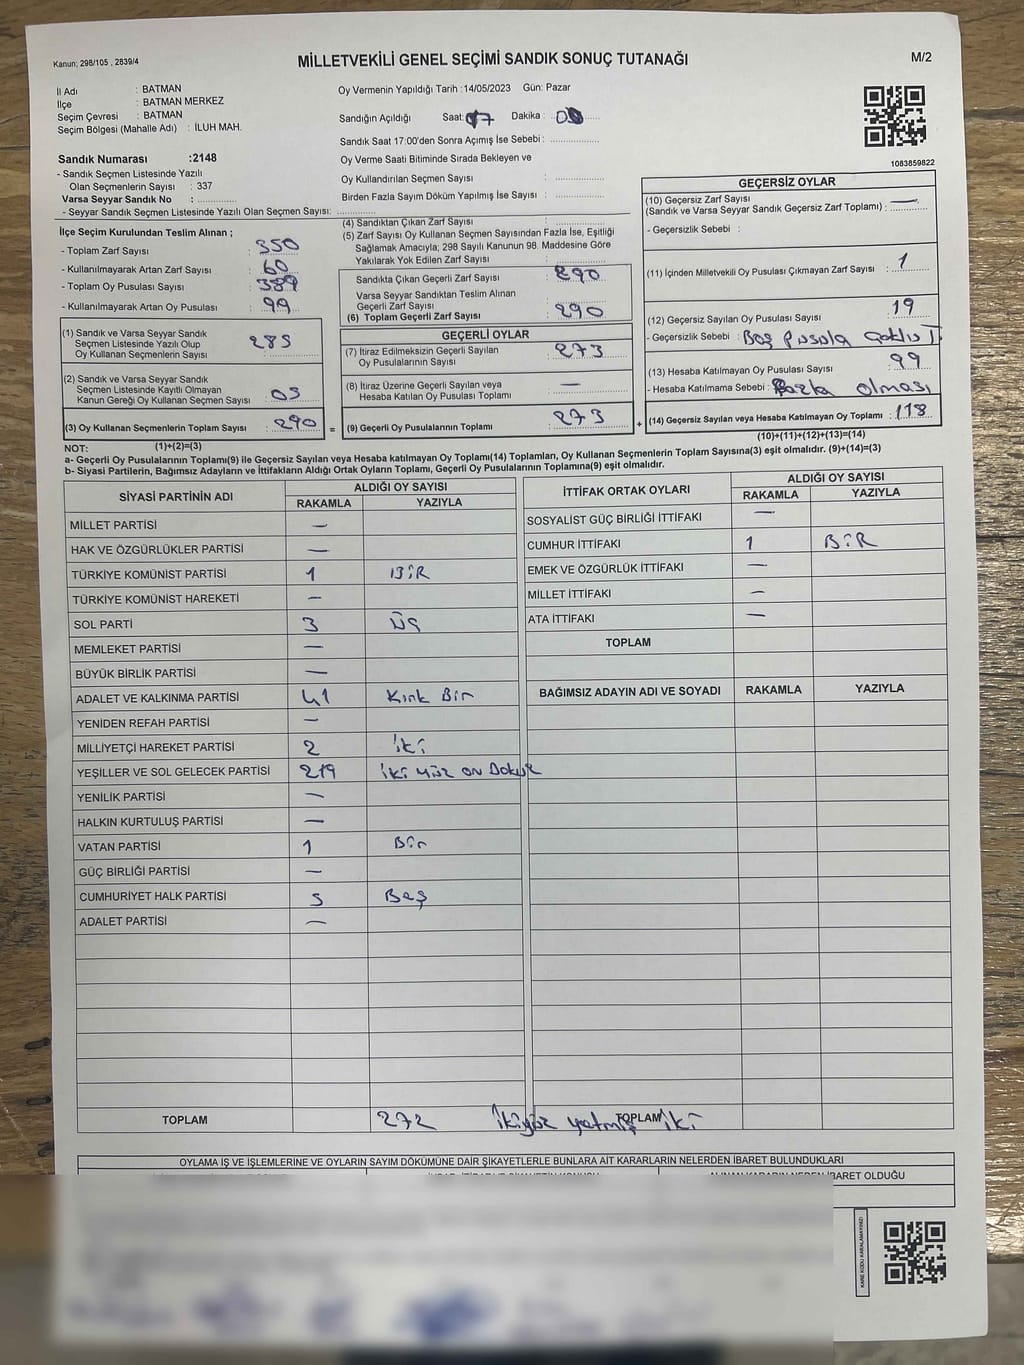 Kanun; 298/105 , 2839/4
MİLLETVEKİLİ GENEL SEÇİMİ SANDIK SONUÇ TUTANAĞI
M/2
İl Adı : BATMAN
İlçe : BATMAN MERKEZ
Seçim Çevresi : BATMAN
Seçim Bölgesi (Mahalle Adı) : İLUH MAH.
Sandık Numarası :2148
- Sandık Seçmen Listesinde Yazılı
Olan Seçmenlerin Sayısı : 337
Varsa Seyyar Sandık No :
- Seyyar Sandık Seçmen Listesinde Yazılı Olan Seçmen Sayısı:
Oy Vermenin Yapıldığı Tarih :14/05/2023 Gün: Pazar
Sandığın Açıldığı Saat: 17 Dakika : 00
Sandık Saat 17:00'den Sonra Açımış İse Sebebi :
Oy Verme Saati Bitiminde Sırada Bekleyen ve
Oy Kullandırılan Seçmen Sayısı :
Birden Fazla Sayım Döküm Yapılmış İse Sayısı :
1083859822
İlçe Seçim Kurulundan Teslim Alınan ;
- Toplam Zarf Sayısı : 350
- Kullanılmayarak Artan Zarf Sayısı : 60
- Toplam Oy Pusulası Sayısı : 389
- Kullanılmayarak Artan Oy Pusulası : 99
(1) Sandık ve Varsa Seyyar Sandık
Seçmen Listesinde Yazılı Olup
Oy Kullanan Seçmenlerin Sayısı : 285
(2) Sandık ve Varsa Seyyar Sandık
Seçmen Listesinde Kayıtlı Olmayan
Kanun Gereği Oy Kullanan Seçmen Sayısı : 05
(3) Oy Kullanan Seçmenlerin Toplam Sayısı : 290
(4) Sandıktan Çıkan Zarf Sayısı :
(5) Zarf Sayısı Oy Kullanan Seçmen Sayısından Fazla İse, Eşitliği
Sağlamak Amacıyla; 298 Sayılı Kanunun 98. Maddesine Göre
Yakılarak Yok Edilen Zarf Sayısı :
Sandıkta Çıkan Geçerli Zarf Sayısı : 290
Varsa Seyyar Sandıktan Teslim Alınan
Geçerli Zarf Sayısı :
(6) Toplam Geçerli Zarf Sayısı : 290
GEÇERLİ OYLAR
(7) İtiraz Edilmeksizin Geçerli Sayılan
Oy Pusulalarının Sayısı : 273
(8) İtiraz Üzerine Geçerli Sayılan veya
Hesaba Katılan Oy Pusulası Toplamı : —
= (9) Geçerli Oy Pusulalarının Toplamı : 273
GEÇERSİZ OYLAR
(10) Geçersiz Zarf Sayısı
(Sandık ve Varsa Seyyar Sandık Geçersiz Zarf Toplamı) : —
- Geçersizlik Sebebi :
(11) İçinden Milletvekili Oy Pusulası Çıkmayan Zarf Sayısı : 1
(12) Geçersiz Sayılan Oy Pusulası Sayısı : 19
- Geçersizlik Sebebi : Boş Pusula
(13) Hesaba Katılmayan Oy Pusulası Sayısı : 99
- Hesaba Katılmama Sebebi : Fazla olması
+ (14) Geçersiz Sayılan veya Hesaba Katılmayan Oy Toplamı : 118
NOT: (1)+(2)=(3)
(10)+(11)+(12)+(13)=(14)
a- Geçerli Oy Pusulalarının Toplamı(9) ile Geçersiz Sayılan veya Hesaba katılmayan Oy Toplamı(14) Toplamları, Oy Kullanan Seçmenlerin Toplam Sayısına(3) eşit olmalıdır. (9)+(14)=(3)
b- Siyasi Partilerin, Bağımsız Adayların ve İttifakların Aldığı Ortak Oyların Toplamı, Geçerli Oy Pusulalarının Toplamına(9) eşit olmalıdır.
SİYASİ PARTİNİN ADI ALDIĞI OY SAYISI
RAKAMLA YAZIYLA
MİLLET PARTİSİ —
HAK VE ÖZGÜRLÜKLER PARTİSİ —
TÜRKİYE KOMÜNİST PARTİSİ 1 BİR
TÜRKİYE KOMÜNİST HAREKETİ —
SOL PARTİ 3 Üç
MEMLEKET PARTİSİ —
BÜYÜK BİRLİK PARTİSİ —
ADALET VE KALKINMA PARTİSİ 41 Kırk Bir
YENİDEN REFAH PARTİSİ —
MİLLİYETÇİ HAREKET PARTİSİ 2 iki
YEŞİLLER VE SOL GELECEK PARTİSİ 219 iki yüz on Dokuz
YENİLİK PARTİSİ —
HALKIN KURTULUŞ PARTİSİ —
VATAN PARTİSİ 1 Bir
GÜÇ BİRLİĞİ PARTİSİ —
CUMHURİYET HALK PARTİSİ 5 Beş
ADALET PARTİSİ —
TOPLAM 272 ikiyüz yetmiş iki
İTTİFAK ORTAK OYLARI ALDIĞI OY SAYISI
RAKAMLA YAZIYLA
SOSYALİST GÜÇ BİRLİĞİ İTTİFAKI —
CUMHUR İTTİFAKI 1 BİR
EMEK VE ÖZGÜRLÜK İTTİFAKI —
MİLLET İTTİFAKI —
ATA İTTİFAKI —
TOPLAM
BAĞIMSIZ ADAYIN ADI VE SOYADI RAKAMLA YAZIYLA
TOPLAM
OYLAMA İŞ VE İŞLEMLERİNE VE OYLARIN SAYIM DÖKÜMÜNE DAİR ŞİKAYETLERLE BUNLARA AİT KARARLARIN NELERDEN İBARET BULUNDUKLARI
ALINAN KARARIN NEDEN İBARET OLDUĞU
KARE KODU KARALAMAYINIZ!